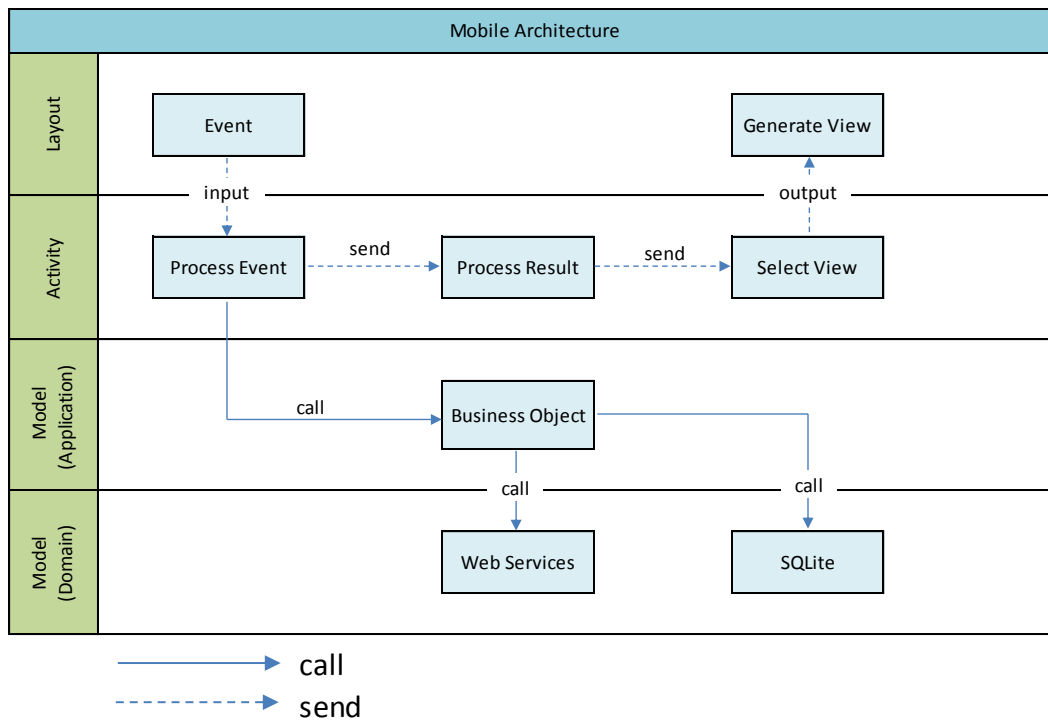 Mobile Architecture
Layout
Event
Generate View
input
output
Activity
Process Event
send
Process Result
send
Select View
Model
(Application)
call
Business Object
call
call
Model
(Domain)
Web Services
SQLite
call
send